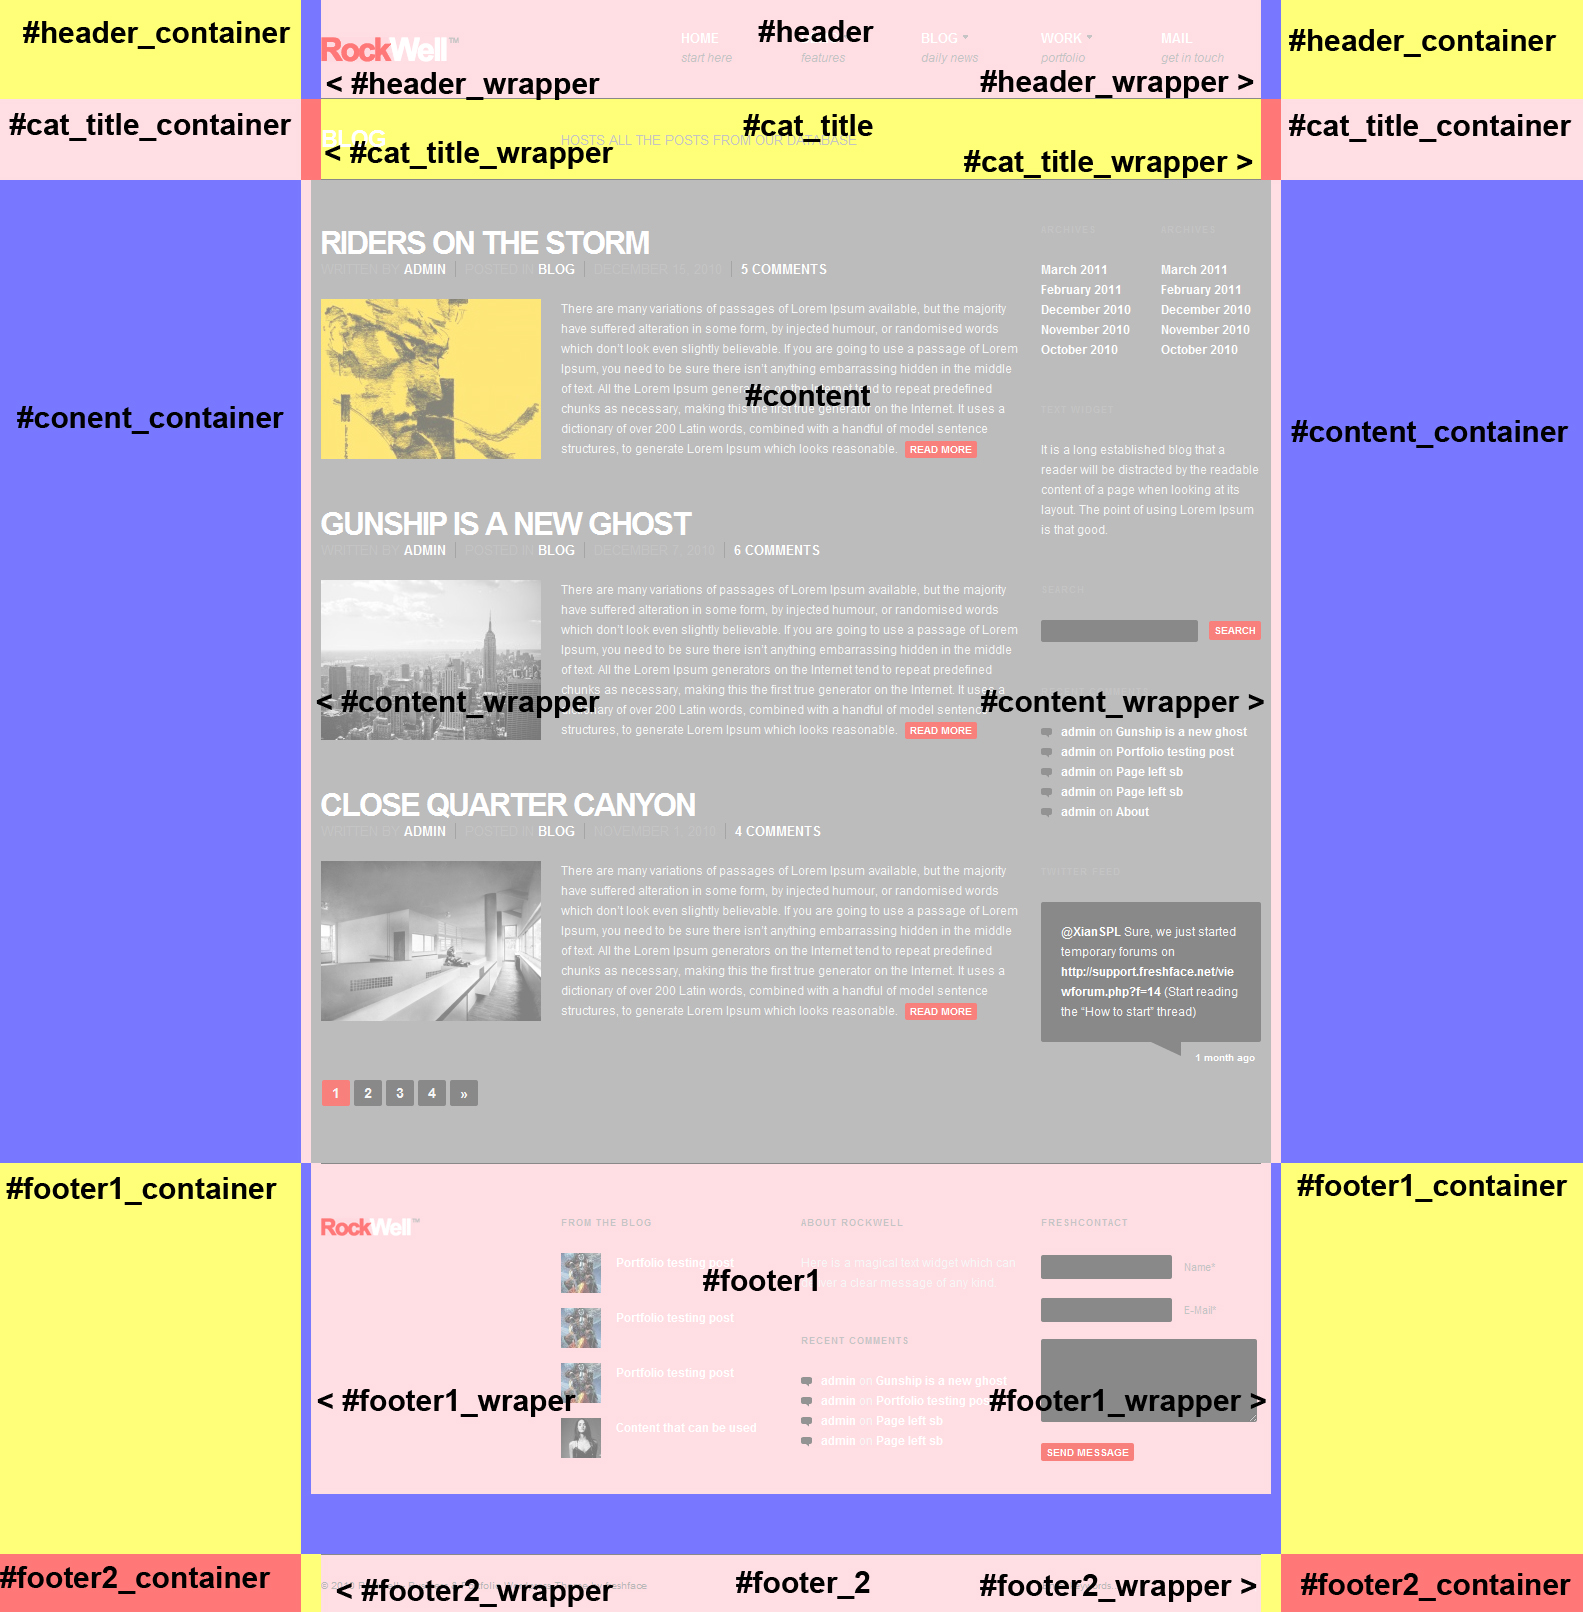 #header_container
#header
#header_container
RockWell™
HOME
BLOG
WORK
MAIL
start here
features
daily news
portfolio
get in touch
< #header_wrapper
#header_wrapper >
#cat_title_container
#cat_title
#cat_title_container
BLOG
HOSTS ALL THE POSTS FROM OUR DATABASE
< #cat_title_wrapper
#cat_title_wrapper >
RIDERS ON THE STORM
WRITTEN BY ADMIN | POSTED IN BLOG | DECEMBER 15, 2010 | 5 COMMENTS
There are many variations of passages of Lorem Ipsum available, but the majority
have suffered alteration in some form, by injected humour, or randomised words
which don't look even slightly believable. If you are going to use a passage of Lorem
Ipsum, you need to be sure there isn't anything embarrassing hidden in the middle
of text. All the Lorem Ipsum generators on the Internet tend to repeat predefined
chunks as necessary, making this the first true generator on the Internet. It uses a
dictionary of over 200 Latin words, combined with a handful of model sentence
structures, to generate Lorem Ipsum which looks reasonable. READ MORE
#content
#conent_container
#content_container
GUNSHIP IS A NEW GHOST
WRITTEN BY ADMIN | POSTED IN BLOG | DECEMBER 7, 2010 | 6 COMMENTS
There are many variations of passages of Lorem Ipsum available, but the majority
have suffered alteration in some form, by injected humour, or randomised words
which don't look even slightly believable. If you are going to use a passage of Lorem
Ipsum, you need to be sure there isn't anything embarrassing hidden in the middle
of text. All the Lorem Ipsum generators on the Internet tend to repeat predefined
chunks as necessary, making this the first true generator on the Internet. It uses a
dictionary of over 200 Latin words, combined with a handful of model sentence
structures, to generate Lorem Ipsum which looks reasonable. READ MORE
< #content_wrapper
#content_wrapper >
CLOSE QUARTER CANYON
WRITTEN BY ADMIN | POSTED IN BLOG | NOVEMBER 1, 2010 | 4 COMMENTS
There are many variations of passages of Lorem Ipsum available, but the majority
have suffered alteration in some form, by injected humour, or randomised words
which don't look even slightly believable. If you are going to use a passage of Lorem
Ipsum, you need to be sure there isn't anything embarrassing hidden in the middle
of text. All the Lorem Ipsum generators on the Internet tend to repeat predefined
chunks as necessary, making this the first true generator on the Internet. It uses a
dictionary of over 200 Latin words, combined with a handful of model sentence
structures, to generate Lorem Ipsum which looks reasonable. READ MORE
1 2 3 4 »
ARCHIVES
March 2011
February 2011
December 2010
November 2010
October 2010
ARCHIVES
March 2011
February 2011
December 2010
November 2010
October 2010
TEXT WIDGET
It is a long established blog that a
reader will be distracted by the readable
content of a page when looking at its
layout. The point of using Lorem Ipsum
is that good.
SEARCH
SEARCH
admin on Gunship is a new ghost
admin on Portfolio testing post
admin on Page left sb
admin on Page left sb
admin on About
TWITTER FEED
@XianSPL Sure, we just started
temporary forums on
http://support.freshface.net/vie
wforum.php?f=14 (Start reading
the “How to start” thread)
1 month ago
#footer1_container
#footer1_container
RockWell™
FROM THE BLOG
Portfolio testing post
Portfolio testing post
Portfolio testing post
Content that can be used
#footer1
ABOUT ROCKWELL
Here is a magical text widget which can
a clear message of any kind.
RECENT COMMENTS
admin on Gunship is a new ghost
admin on Portfolio testing
admin on Page left sb
admin on Page left sb
FRESHCONTACT
Name*
E-Mail*
SEND MESSAGE
< #footer1_wraper
#footer1_wrapper >
#footer2_container
< #footer2_wrapper
#footer_2
#footer2_wrapper >
#footer2_container